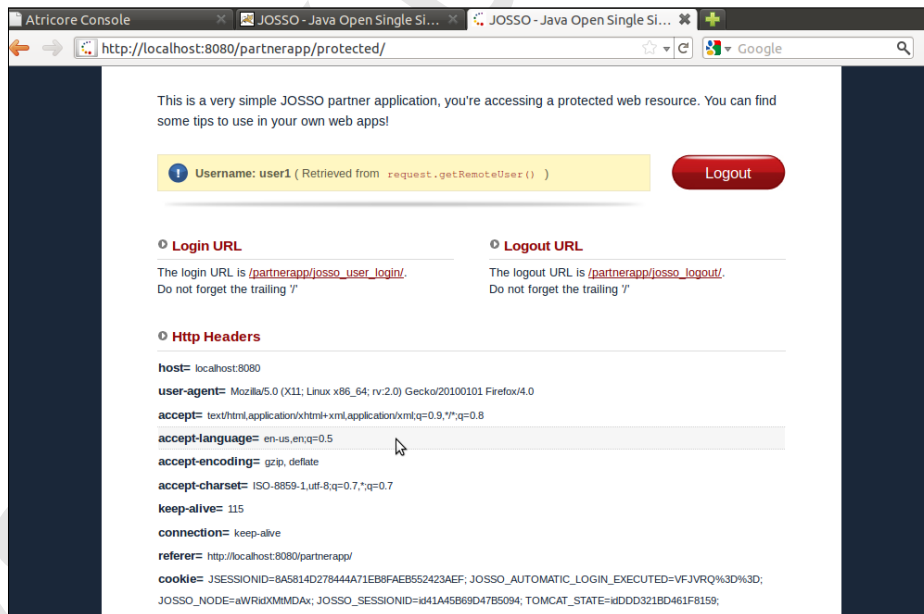 Atricore Console
JOSSO - Java Open Single Si...
JOSSO - Java Open Single Si...
http://localhost:8080/partnerapp/protected/
Google
This is a very simple JOSSO partner application, you're accessing a protected web resource. You can find
some tips to use in your own web apps!
Username: user1 ( Retrieved from request.getRemoteUser() )
Logout
Login URL
The login URL is /partnerapp/josso_user_login/.
Do not forget the trailing '/'
Logout URL
The logout URL is /partnerapp/josso_logout/.
Do not forget the trailing '/'
Http Headers
host= localhost:8080
user-agent= Mozilla/5.0 (X11; Linux x86_64; rv:2.0) Gecko/20100101 Firefox/4.0
accept= text/html,application/xhtml+xml,application/xml;q=0.9,*/*;q=0.8
accept-language= en-us,en;q=0.5
accept-encoding= gzip, deflate
accept-charset= ISO-8859-1,utf-8;q=0.7,*;q=0.7
keep-alive= 115
connection= keep-alive
referer= http://localhost:8080/partnerapp/
cookie= JSESSIONID=8A5814D278444A71EB8FAEB552423AEF; JOSSO_AUTOMATIC_LOGIN_EXECUTED=VFJVRQ%3D%3D;
JOSSO_NODE=aWRidXMtMDAx; JOSSO_SESSIONID=id41A45B69D47B5094; TOMCAT_STATE=idDDD321BD461F8159;